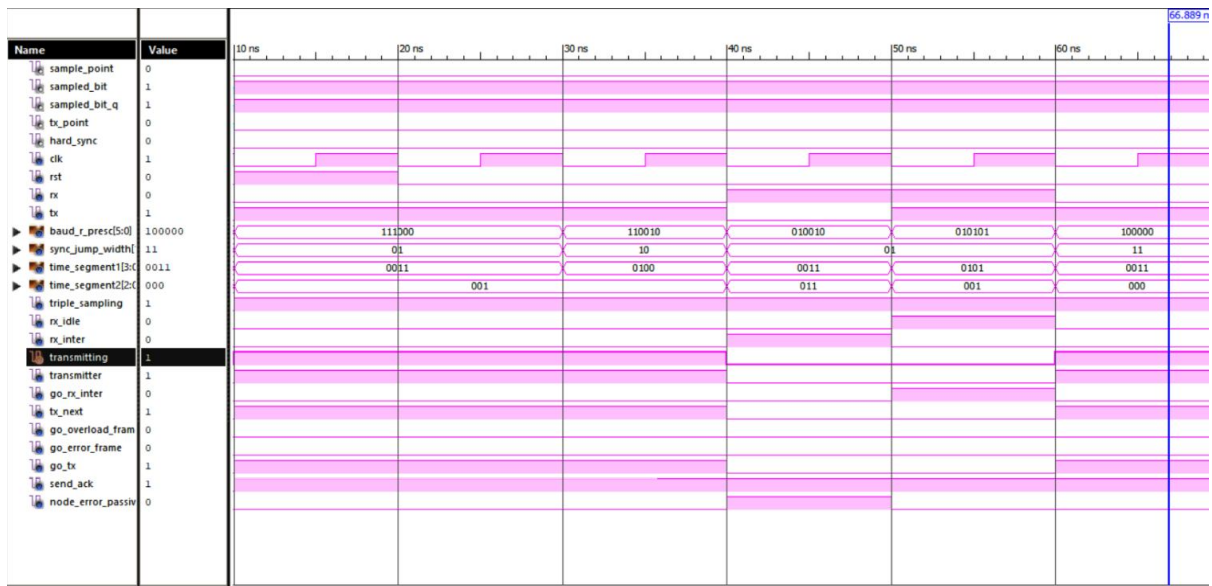 66.889 n
Name Value 10 ns 20 ns 30 ns 40 ns 50 ns 60 ns
sample_point 0
sampled_bit 1
sampled_bit_q 1
tx_point 0
hard_sync 0
clk 1
rst 0
rx 0
tx 1
baud_r_presc[5:0] 100000 111000 110010 010010 010101 100000
sync_jump_width[ 11 01 10 01 11
time_segment1[3:0 0011 0011 0100 0011 0101 0011
time_segment2[2:0 000 001 011 001 000
triple_sampling 1
rx_idle 0
rx_inter 0
transmitting 1
transmitter 1
go_rx_inter 0
tx_next 1
go_overload_fram 0
go_error_frame 0
go_tx 1
send_ack 1
node_error_passiv 0